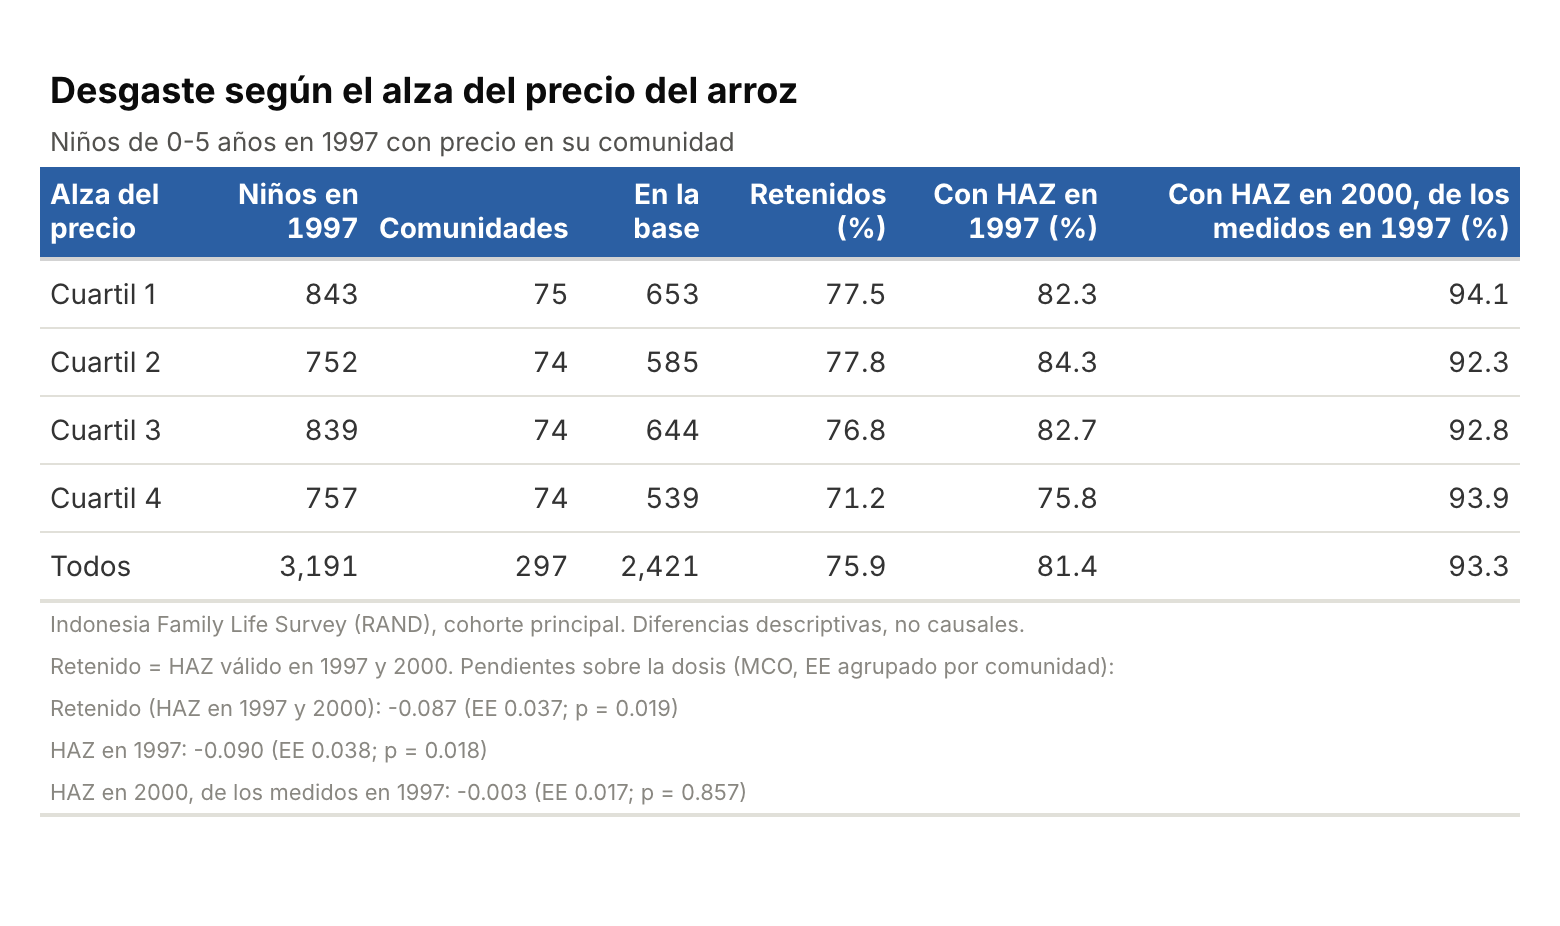 Desgaste según el alza del precio del arroz
Niños de 0-5 años en 1997 con precio en su comunidad
Alza del precio Niños en 1997 Comunidades En la base Retenidos (%) Con HAZ en 1997 (%) Con HAZ en 2000, de los medidos en 1997 (%)
Cuartil 1 843 75 653 77.5 82.3 94.1
Cuartil 2 752 74 585 77.8 84.3 92.3
Cuartil 3 839 74 644 76.8 82.7 92.8
Cuartil 4 757 74 539 71.2 75.8 93.9
Todos 3,191 297 2,421 75.9 81.4 93.3
Indonesia Family Life Survey (RAND), cohorte principal. Diferencias descriptivas, no causales.
Retenido = HAZ válido en 1997 y 2000. Pendientes sobre la dosis (MCO, EE agrupado por comunidad):
Retenido (HAZ en 1997 y 2000): -0.087 (EE 0.037; p = 0.019)
HAZ en 1997: -0.090 (EE 0.038; p = 0.018)
HAZ en 2000, de los medidos en 1997: -0.003 (EE 0.017; p = 0.857)